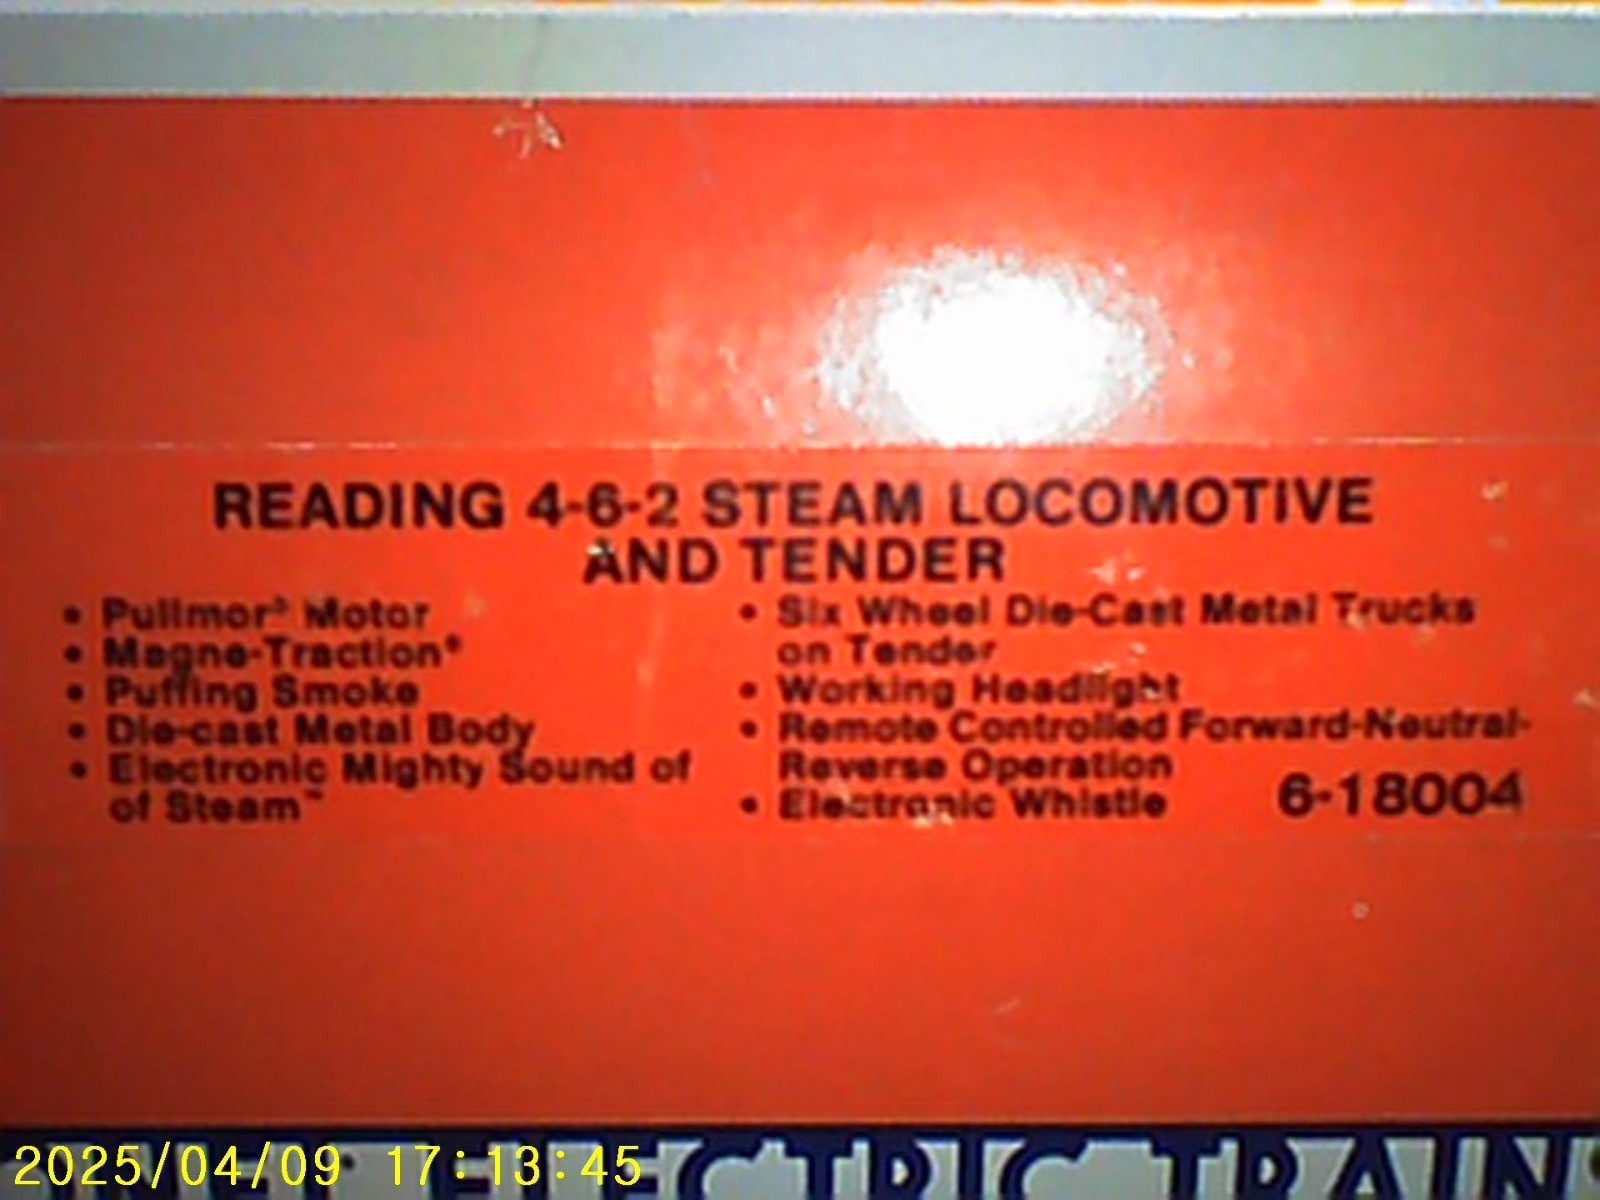 READING 4-6-2 STEAM LOCOMOTIVE
AND TENDER
• Pullmor® Motor
• Magne-Traction®
• Puffing Smoke
• Die-cast Metal Body
• Electronic Mighty Sound of
of Steam™
• Six Wheel Die-Cast Metal Trucks
on Tender
• Working Headlight
• Remote Controlled Forward-Neutral-
Reverse Operation
• Electronic Whistle
6-18004
ELECTRIC TRAIN
2025/04/09 17:13:45